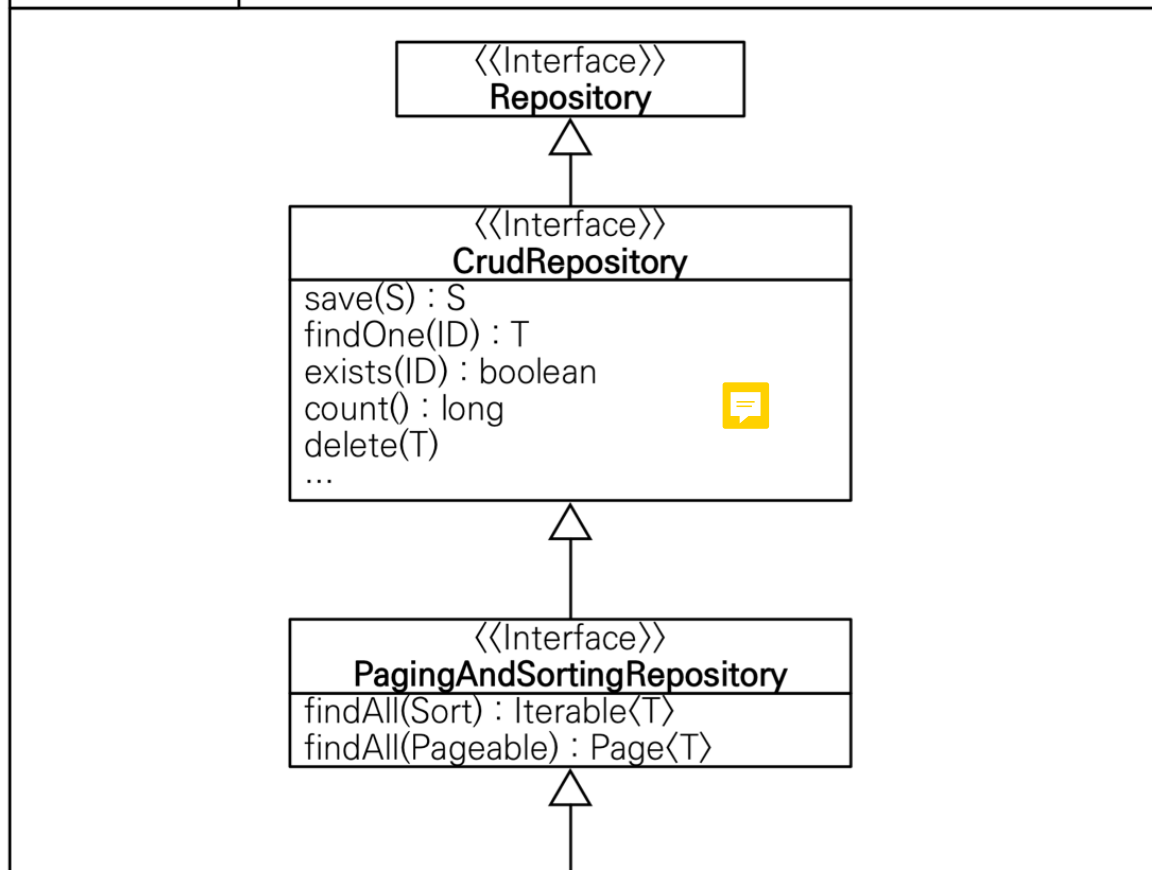 《Interface》
Repository
《Interface》
CrudRepository
save(S) : S
findOne(ID) : T
exists(ID) : boolean
count() : long
delete(T)
...
《Interface》
PagingAndSortingRepository
findAll(Sort) : Iterable〈T〉
findAll(Pageable) : Page〈T〉